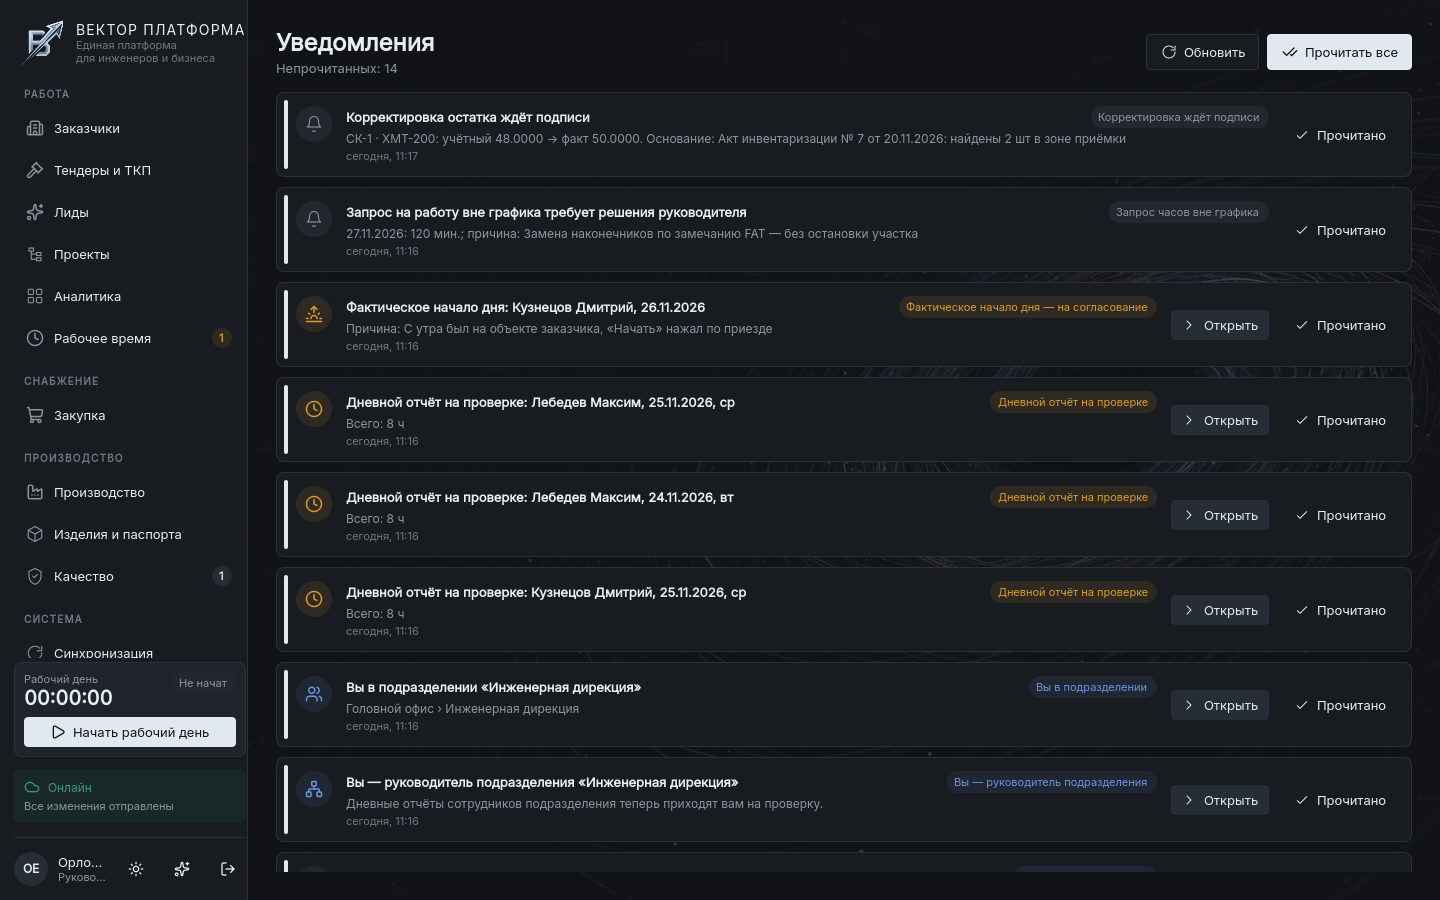 ВЕКТОР ПЛАТФОРМА
Единая платформа
для инженеров и бизнеса
РАБОТА
Заказчики
Тендеры и ТКП
Лиды
Проекты
Аналитика
Рабочее время 1
СНАБЖЕНИЕ
Закупка
ПРОИЗВОДСТВО
Производство
Изделия и паспорта
Качество 1
СИСТЕМА
Синхронизация
Рабочий день
Не начат
00:00:00
Начать рабочий день
Онлайн
Все изменения отправлены
ОЕ
Орло...
Руково...
Уведомления
Непрочитанных: 14
Обновить
Прочитать все
Корректировка остатка ждёт подписи
Корректировка ждёт подписи
СК-1 · ХМТ-200: учётный 48.0000 → факт 50.0000. Основание: Акт инвентаризации № 7 от 20.11.2026: найдены 2 шт в зоне приёмки
сегодня, 11:17
Прочитано
Запрос на работу вне графика требует решения руководителя
Запрос часов вне графика
27.11.2026: 120 мин.; причина: Замена наконечников по замечанию FAT — без остановки участка
сегодня, 11:16
Прочитано
Фактическое начало дня: Кузнецов Дмитрий, 26.11.2026
Фактическое начало дня — на согласование
Причина: С утра был на объекте заказчика, «Начать» нажал по приезде
сегодня, 11:16
Открыть
Прочитано
Дневной отчёт на проверке: Лебедев Максим, 25.11.2026, ср
Дневной отчёт на проверке
Всего: 8 ч
сегодня, 11:16
Открыть
Прочитано
Дневной отчёт на проверке: Лебедев Максим, 24.11.2026, вт
Дневной отчёт на проверке
Всего: 8 ч
сегодня, 11:16
Открыть
Прочитано
Дневной отчёт на проверке: Кузнецов Дмитрий, 25.11.2026, ср
Дневной отчёт на проверке
Всего: 8 ч
сегодня, 11:16
Открыть
Прочитано
Вы в подразделении «Инженерная дирекция»
Вы в подразделении
Головной офис › Инженерная дирекция
сегодня, 11:16
Открыть
Прочитано
Вы — руководитель подразделения «Инженерная дирекция»
Вы — руководитель подразделения
Дневные отчёты сотрудников подразделения теперь приходят вам на проверку.
сегодня, 11:16
Открыть
Прочитано